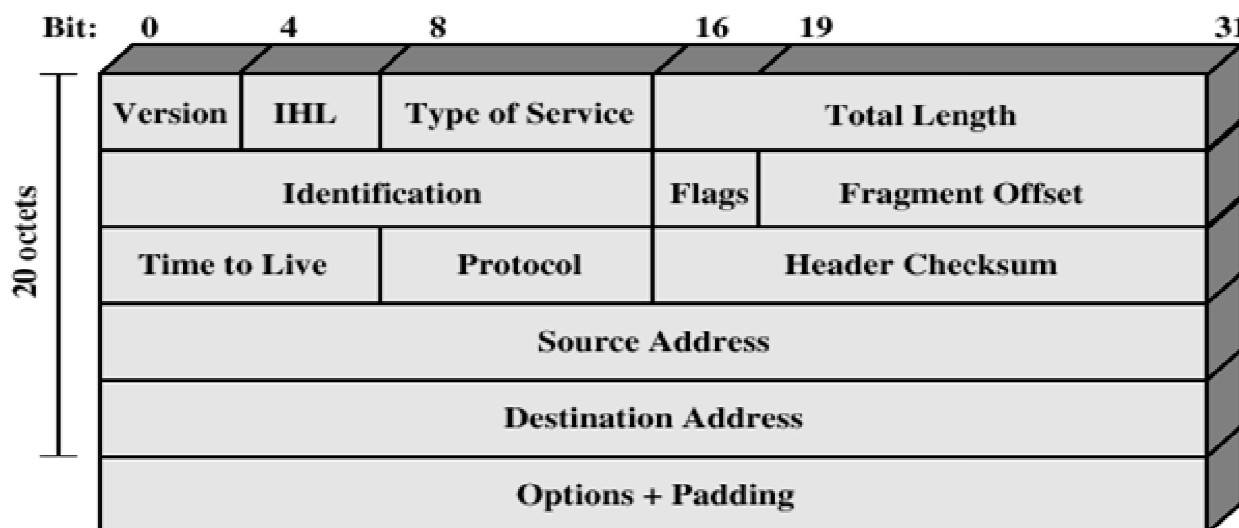 Bit: 0 4 8 16 19 31
Version IHL Type of Service Total Length
Identification Flags Fragment Offset
20 octets
Time to Live Protocol Header Checksum
Source Address
Destination Address
Options + Padding